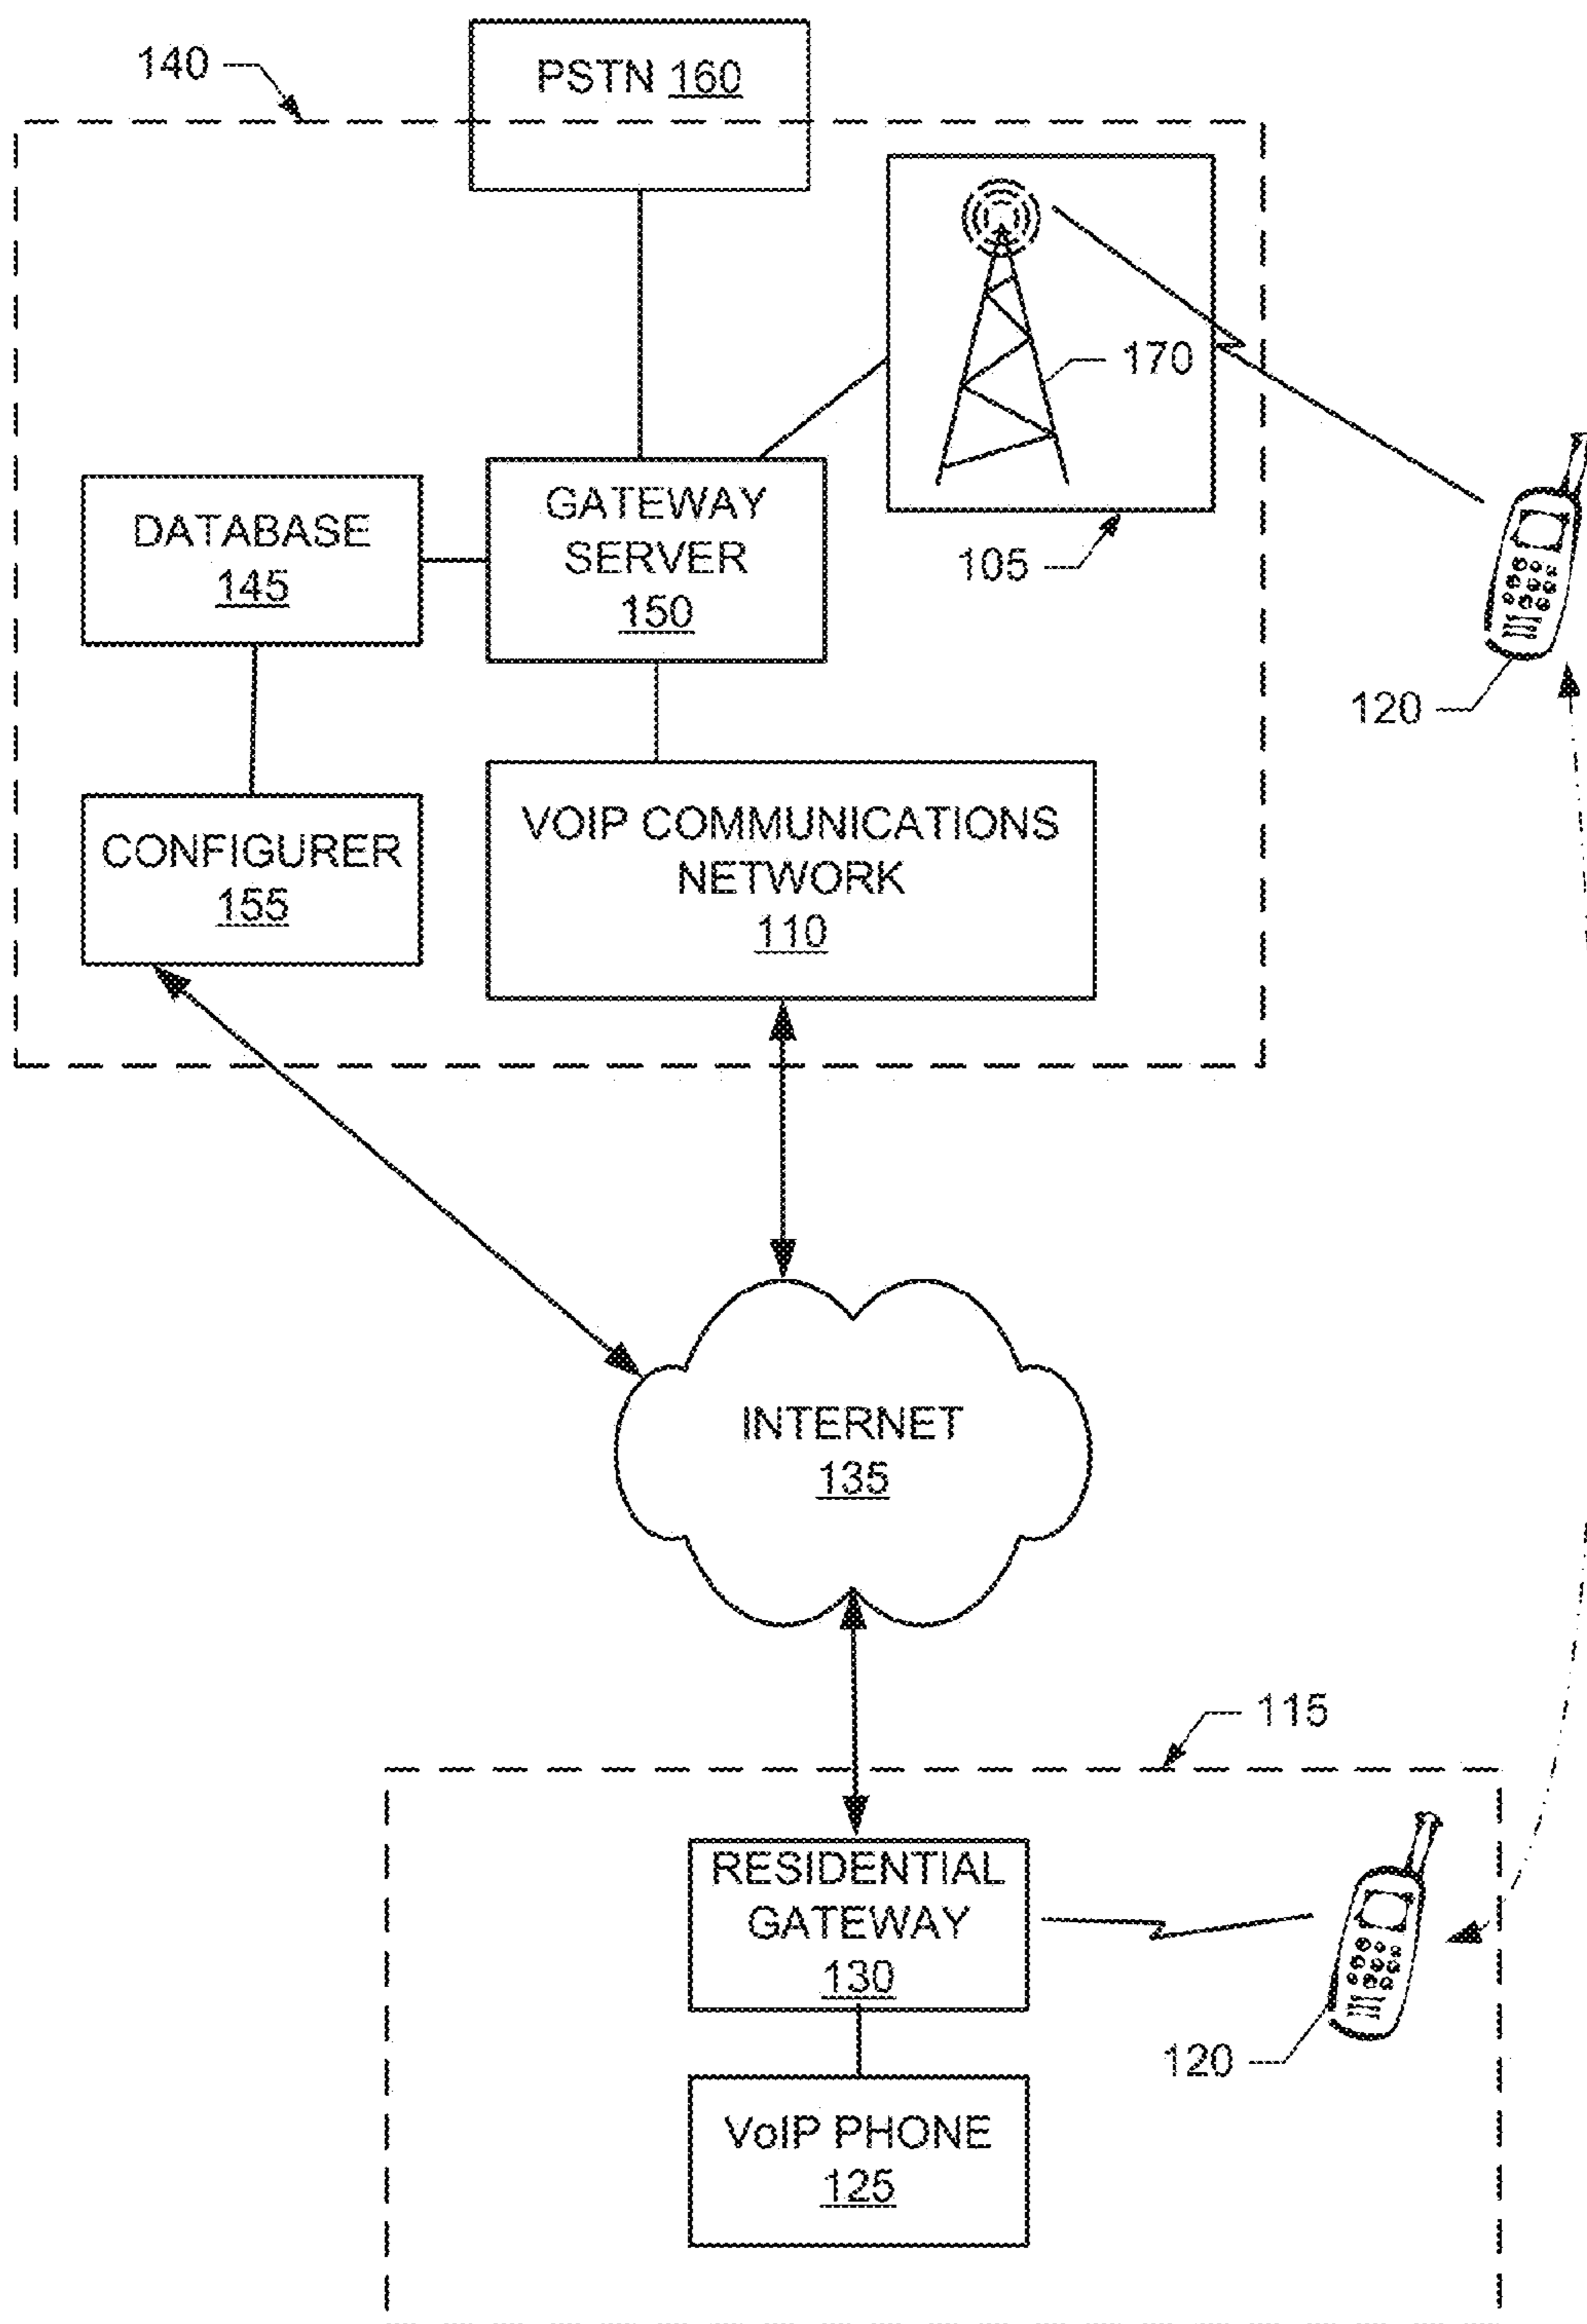 140
PSTN 160
170
DATABASE
145
GATEWAY
SERVER
150
105
120
CONFIGURER
155
VOIP COMMUNICATIONS
NETWORK
110
INTERNET
135
115
RESIDENTIAL
GATEWAY
130
120
VoIP PHONE
125